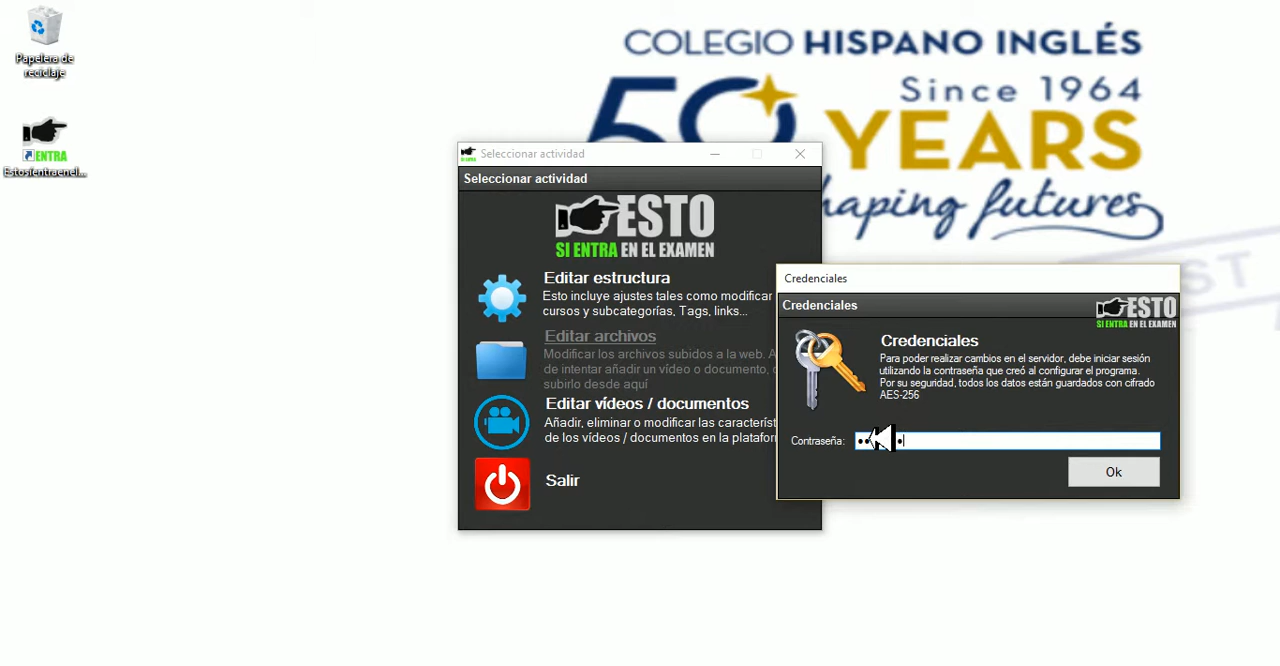 Papelera de
reciclaje
ENTRA
Estosientraenel...
COLEGIO HISPANO INGLÉS
Since 1964
50 YEARS
haping futures
Seleccionar actividad
Seleccionar actividad
ESTO
SI ENTRA EN EL EXAMEN
Editar estructura
Esto incluye ajustes tales como modificar
cursos y subcategorías, Tags, links...
Editar archivos
Modificar los archivos subidos a la web. A
de intentar añadir un vídeo o documento, d
subirlo desde aquí
Editar vídeos / documentos
Añadir, eliminar o modificar las caracterís
de los vídeos / documentos en la platafor
Salir
Credenciales
Credenciales
ESTO
SI ENTRA EN EL EXAMEN
Credenciales
Para poder realizar cambios en el servidor, debe iniciar sesión
utilizando la contraseña que creó al configurar el programa.
Por su seguridad, todos los datos están guardados con cifrado
AES-256
Contraseña:
Ok